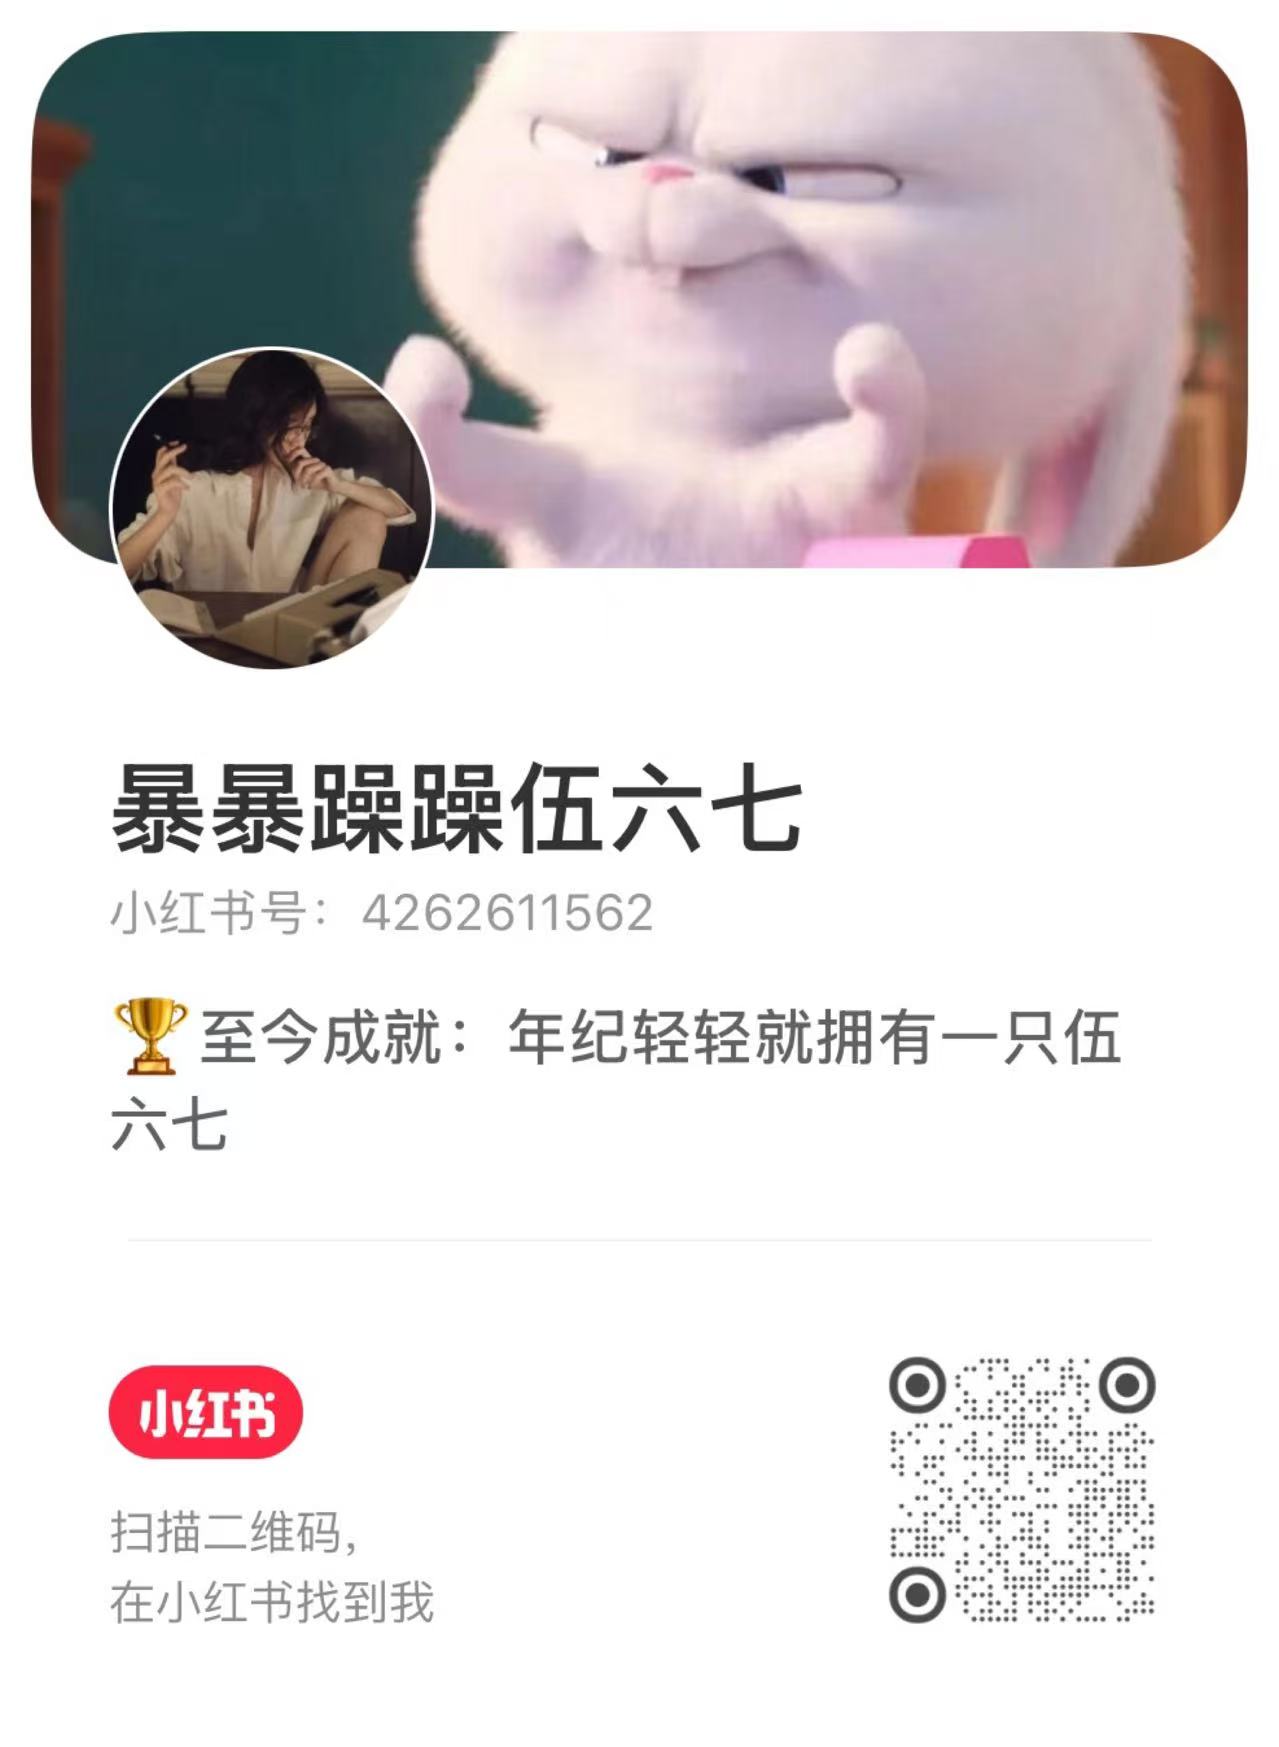 暴暴躁躁伍六七
小红书号：4262611562
🏆至今成就：年纪轻轻就拥有一只伍
六七
小红书
扫描二维码，
在小红书找到我